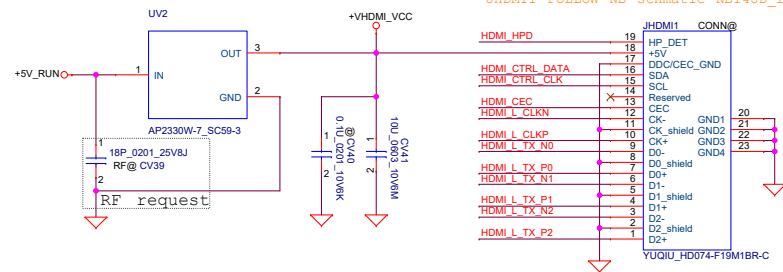 UV2
+VHDMI_VCC
JHDMI1 CONN@
+5V_RUN
1
IN
OUT
3
GND
2
AP2330W-7_SC59-3
1
18P_0201_25V8J
RF@ CV39
2
RF request
1
2
0.1U_0201_10V6K
@ CV40
1
2
10U_0603_10V6M
CV41
HDMI_HPD
19
HP_DET
18
+5V
17
DDC/CEC_GND
HDMI_CTRL_DATA
16
SDA
HDMI_CTRL_CLK
15
SCL
14
Reserved
HDMI_CEC
13
CEC
HDMI_L_CLKN
12
CK-
11
CK_shield
HDMI_L_CLKP
10
CK+
HDMI_L_TX_N0
9
D0-
8
D0_shield
HDMI_L_TX_P0
7
D0+
HDMI_L_TX_N1
6
D1-
5
D1_shield
HDMI_L_TX_P1
4
D1+
HDMI_L_TX_N2
3
D2-
2
D2_shield
HDMI_L_TX_P2
1
D2+
GND1
20
GND2
21
GND3
22
GND4
23
YUQIU_HD074-F19M1BR-C